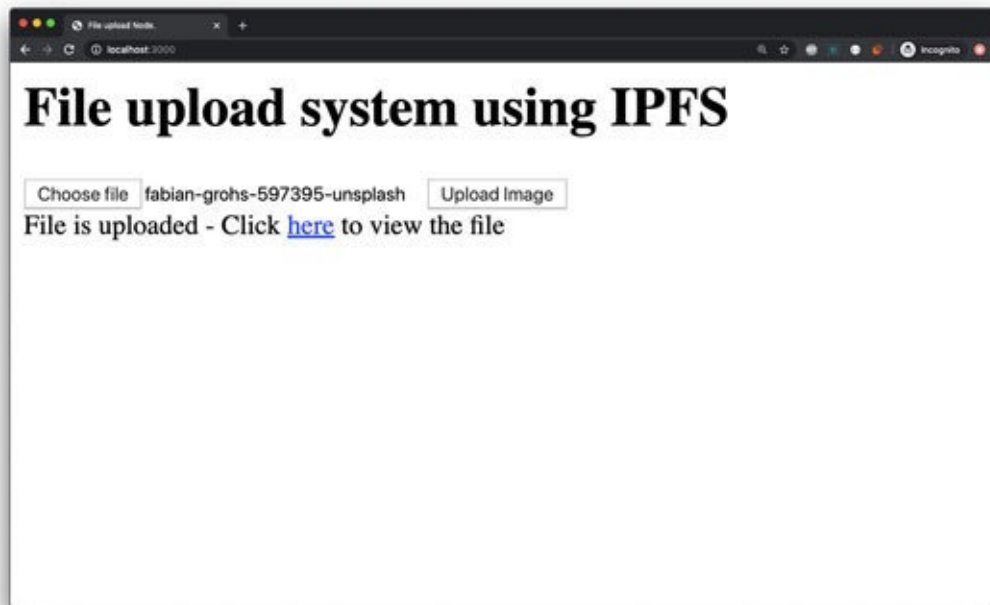 File upload Node.
localhost:3000
Incognito
File upload system using IPFS
Choose file fabian-grohs-597395-unsplash Upload Image
File is uploaded - Click here to view the file